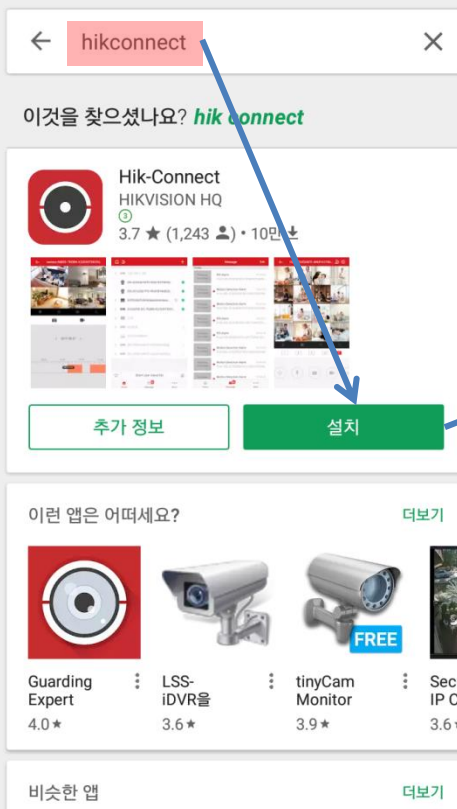 hikconnect
이것을 찾으셨나요? hik connect
Hik-Connect
HIKVISION HQ
3
3.7 ★ (1,243) • 10만
추가 정보
설치
이런 앱은 어떠세요?
더보기
FREE
Guarding Expert
4.0★
LSS-
iDVR을
3.6★
tinyCam
Monitor
3.9★
Sec
IP C
3.6
비슷한 앱
더보기